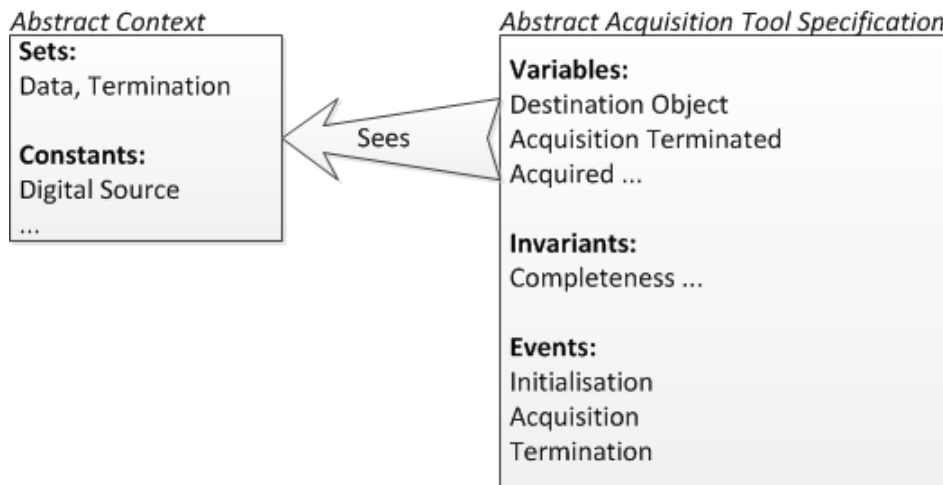 Abstract Context
Sets:
Data, Termination
Constants:
Digital Source
...
Sees
Abstract Acquisition Tool Specification
Variables:
Destination Object
Acquisition Terminated
Acquired ...
Invariants:
Completeness ...
Events:
Initialisation
Acquisition
Termination